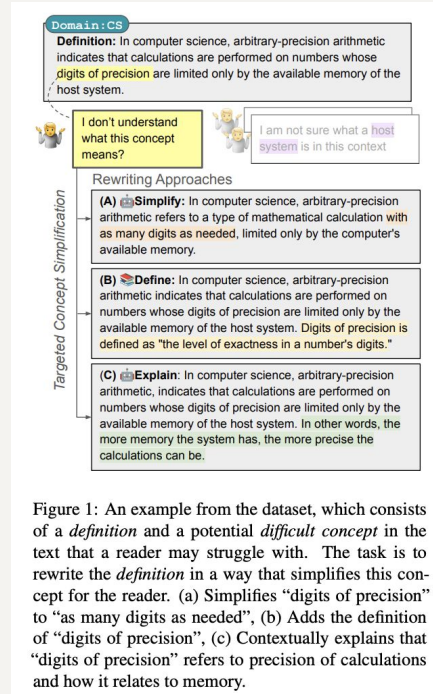 Domain:CS
Definition: In computer science, arbitrary-precision arithmetic
indicates that calculations are performed on numbers whose
digits of precision are limited only by the available memory of the
host system.
I don't understand
what this concept
means?
I am not sure what a host
system is in this context
Rewriting Approaches
Targeted Concept Simplification
(A) Simplify: In computer science, arbitrary-precision
arithmetic refers to a type of mathematical calculation with
as many digits as needed, limited only by the computer's
available memory.
(B) Define: In computer science, arbitrary-precision
arithmetic indicates that calculations are performed on
numbers whose digits of precision are limited only by the
available memory of the host system. Digits of precision is
defined as "the level of exactness in a number's digits."
(C) Explain: In computer science, arbitrary-precision
arithmetic, indicates that calculations are performed on
numbers whose digits of precision are limited only by the
available memory of the host system. In other words, the
more memory the system has, the more precise the
calculations can be.
Figure 1: An example from the dataset, which consists
of a definition and a potential difficult concept in the
text that a reader may struggle with. The task is to
rewrite the definition in a way that simplifies this con-
cept for the reader. (a) Simplifies “digits of precision”
to “as many digits as needed”, (b) Adds the definition
of “digits of precision”, (c) Contextually explains that
“digits of precision” refers to precision of calculations
and how it relates to memory.